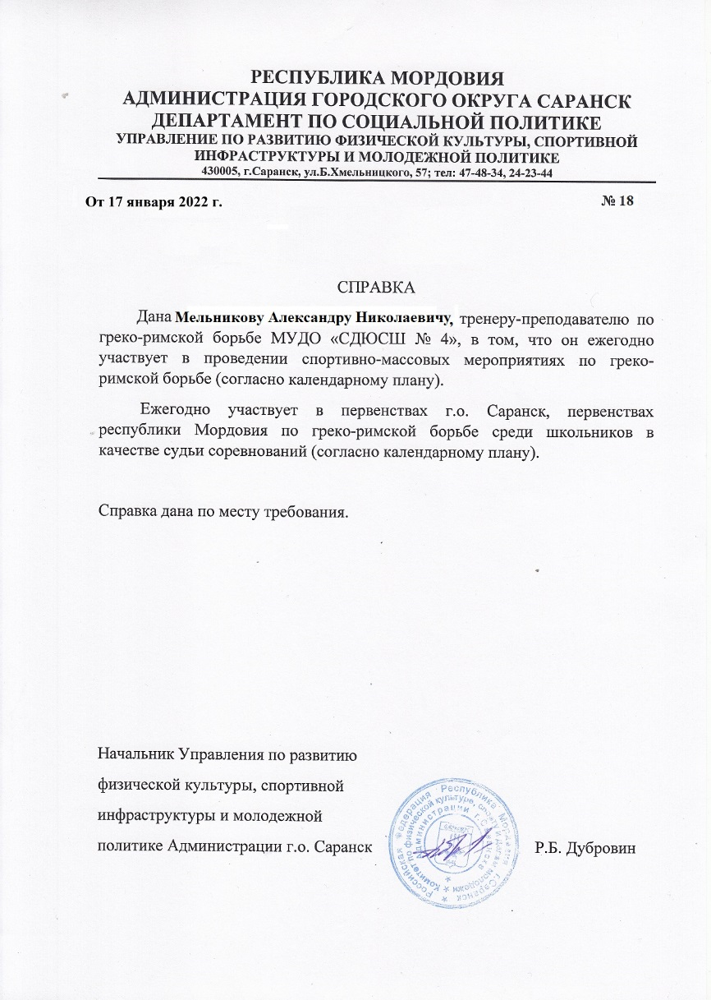 РЕСПУБЛИКА МОРДОВИЯ
АДМИНИСТРАЦИЯ ГОРОДСКОГО ОКРУГА САРАНСК
ДЕПАРТАМЕНТ ПО СОЦИАЛЬНОЙ ПОЛИТИКЕ
УПРАВЛЕНИЕ ПО РАЗВИТИЮ ФИЗИЧЕСКОЙ КУЛЬТУРЫ, СПОРТИВНОЙ
ИНФРАСТРУКТУРЫ И МОЛОДЕЖНОЙ ПОЛИТИКЕ
430005, г.Саранск, ул.Б.Хмельницкого, 57; тел: 47-48-34, 24-23-44
От 17 января 2022 г. № 18
СПРАВКА
Дана Мельникову Александру Николаевичу, тренеру-преподавателю по
греко-римской борьбе МУДО «СДЮСШ № 4», в том, что он ежегодно
участвует в проведении спортивно-массовых мероприятиях по греко-
римской борьбе (согласно календарному плану).
Ежегодно участвует в первенствах г.о. Саранск, первенствах
республики Мордовия по греко-римской борьбе среди школьников в
качестве судьи соревнований (согласно календарному плану).
Справка дана по месту требования.
Начальник Управления по развитию
физической культуры, спортивной
инфраструктуры и молодежной
политике Администрации г.о. Саранск Р.Б. Дубровин
Российская Федерация Республика Мордовия г.Саранск
Комитет по физической культуре,
Администрации г.